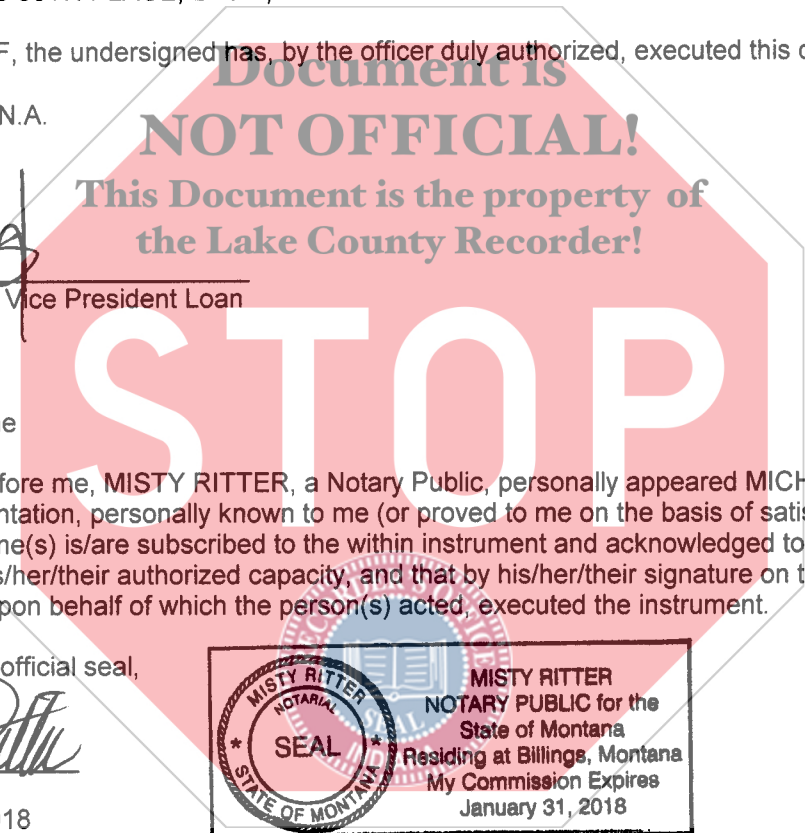 F, the undersigned has, by the officer duly authorized, executed this
Document is
N.A.
NOT OFFICIAL!
This Document is the property of
the Lake County Recorder!
Vice President Loan
STOP
fore me, MISTY RITTER, a Notary Public, personally appeared
personally known to me (or proved to me on the basis of
is/are subscribed to the within instrument and acknowledged to
s/her/their authorized capacity, and that by his/her/their signature on
pon behalf of which the person(s) acted, executed the instrument.
official seal,
MISTY RITTER
NOTARIAL
SEAL
STATE OF MONTANA
MISTY RITTER
NOTARY PUBLIC for the
State of Montana
Residing at Billings, Montana
My Commission Expires
January 31, 2018
18
SEAL
INDIANA